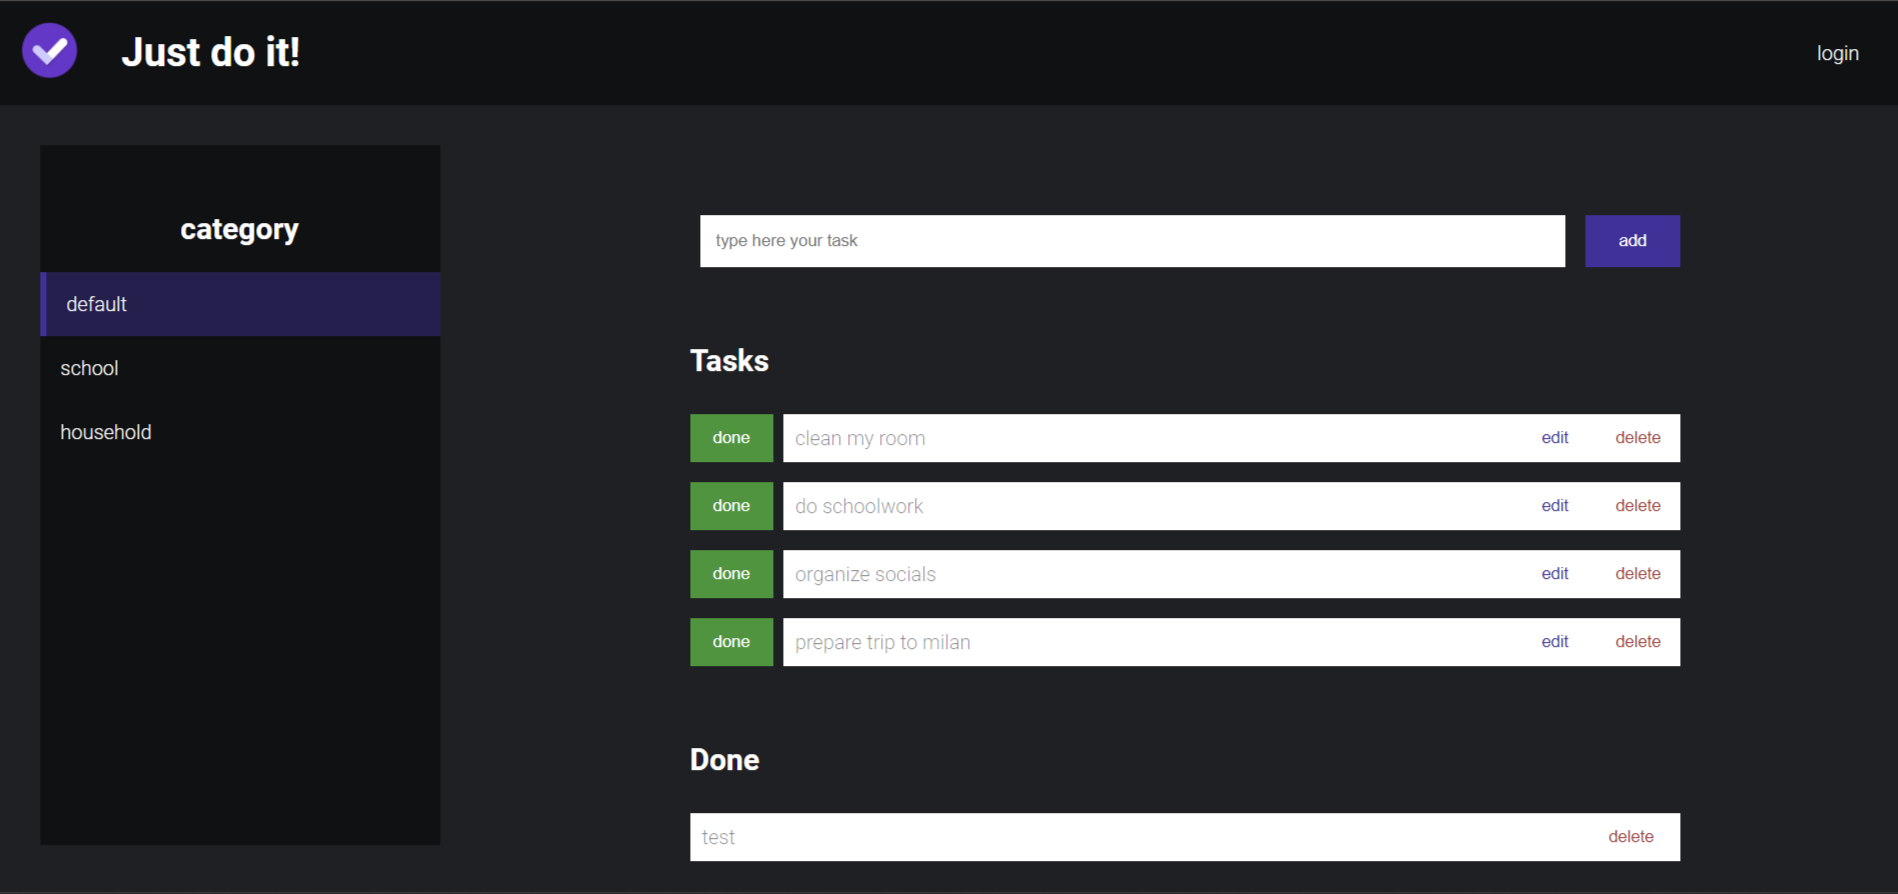 Just do it!
login
category
default
school
household
type here your task
add
Tasks
done clean my room edit delete
done do schoolwork edit delete
done organize socials edit delete
done prepare trip to milan edit delete
Done
test delete